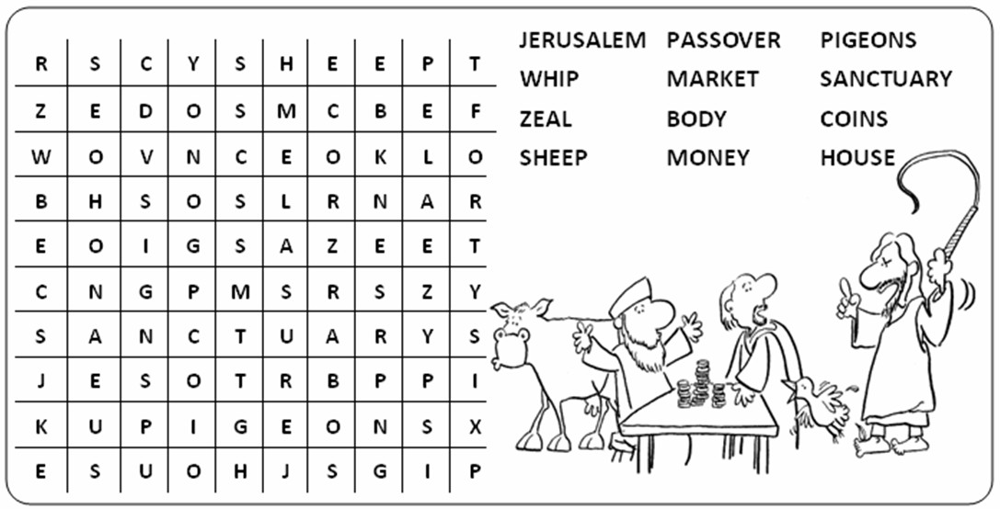 R S C Y S H E E P T
Z E D O S M C B E F
W O V N C E O K L O
B H S O S L R N A R
E O I G S A Z E E T
C N G P M S R S Z Y
S A N C T U A R Y S
J E S O T R B P P I
K U P I G E O N S X
E S U O H J S G I P
JERUSALEM PASSOVER PIGEONS
WHIP MARKET SANCTUARY
ZEAL BODY COINS
SHEEP MONEY HOUSE